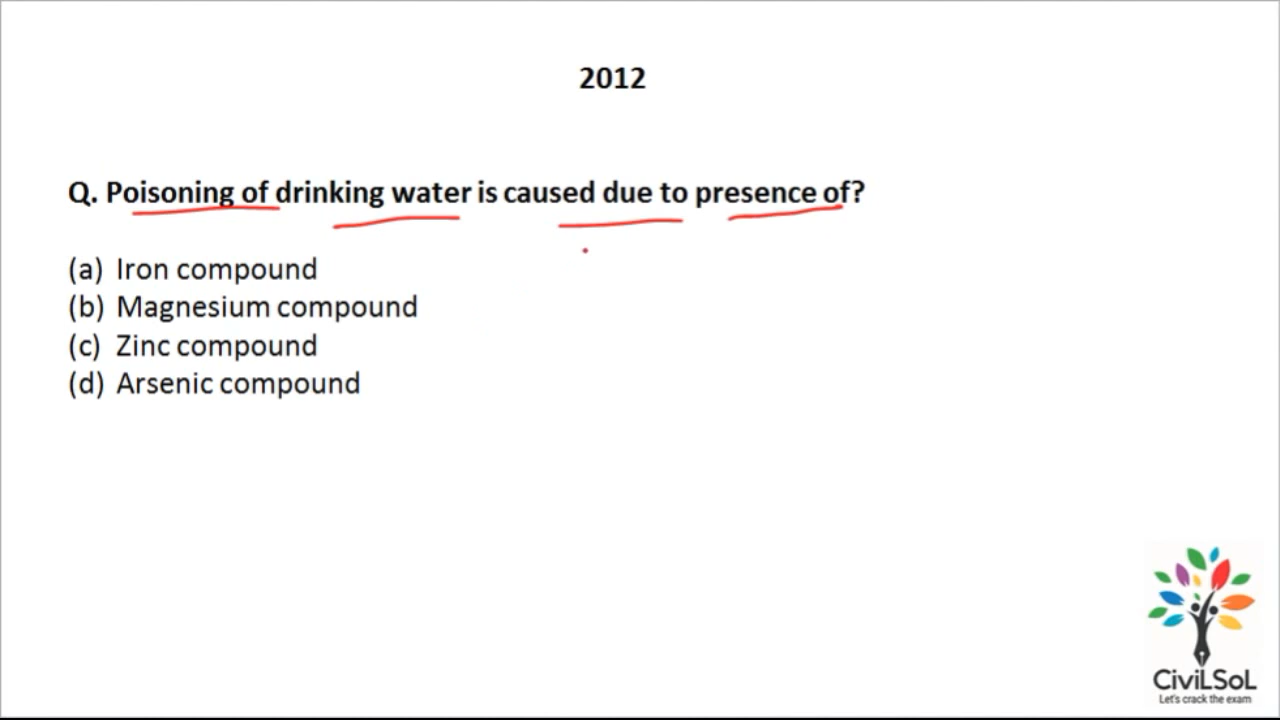 2012
Q. Poisoning of drinking water is caused due to presence of?
(a) Iron compound
(b) Magnesium compound
(c) Zinc compound
(d) Arsenic compound
CiviLSoL
Let's crack the exam